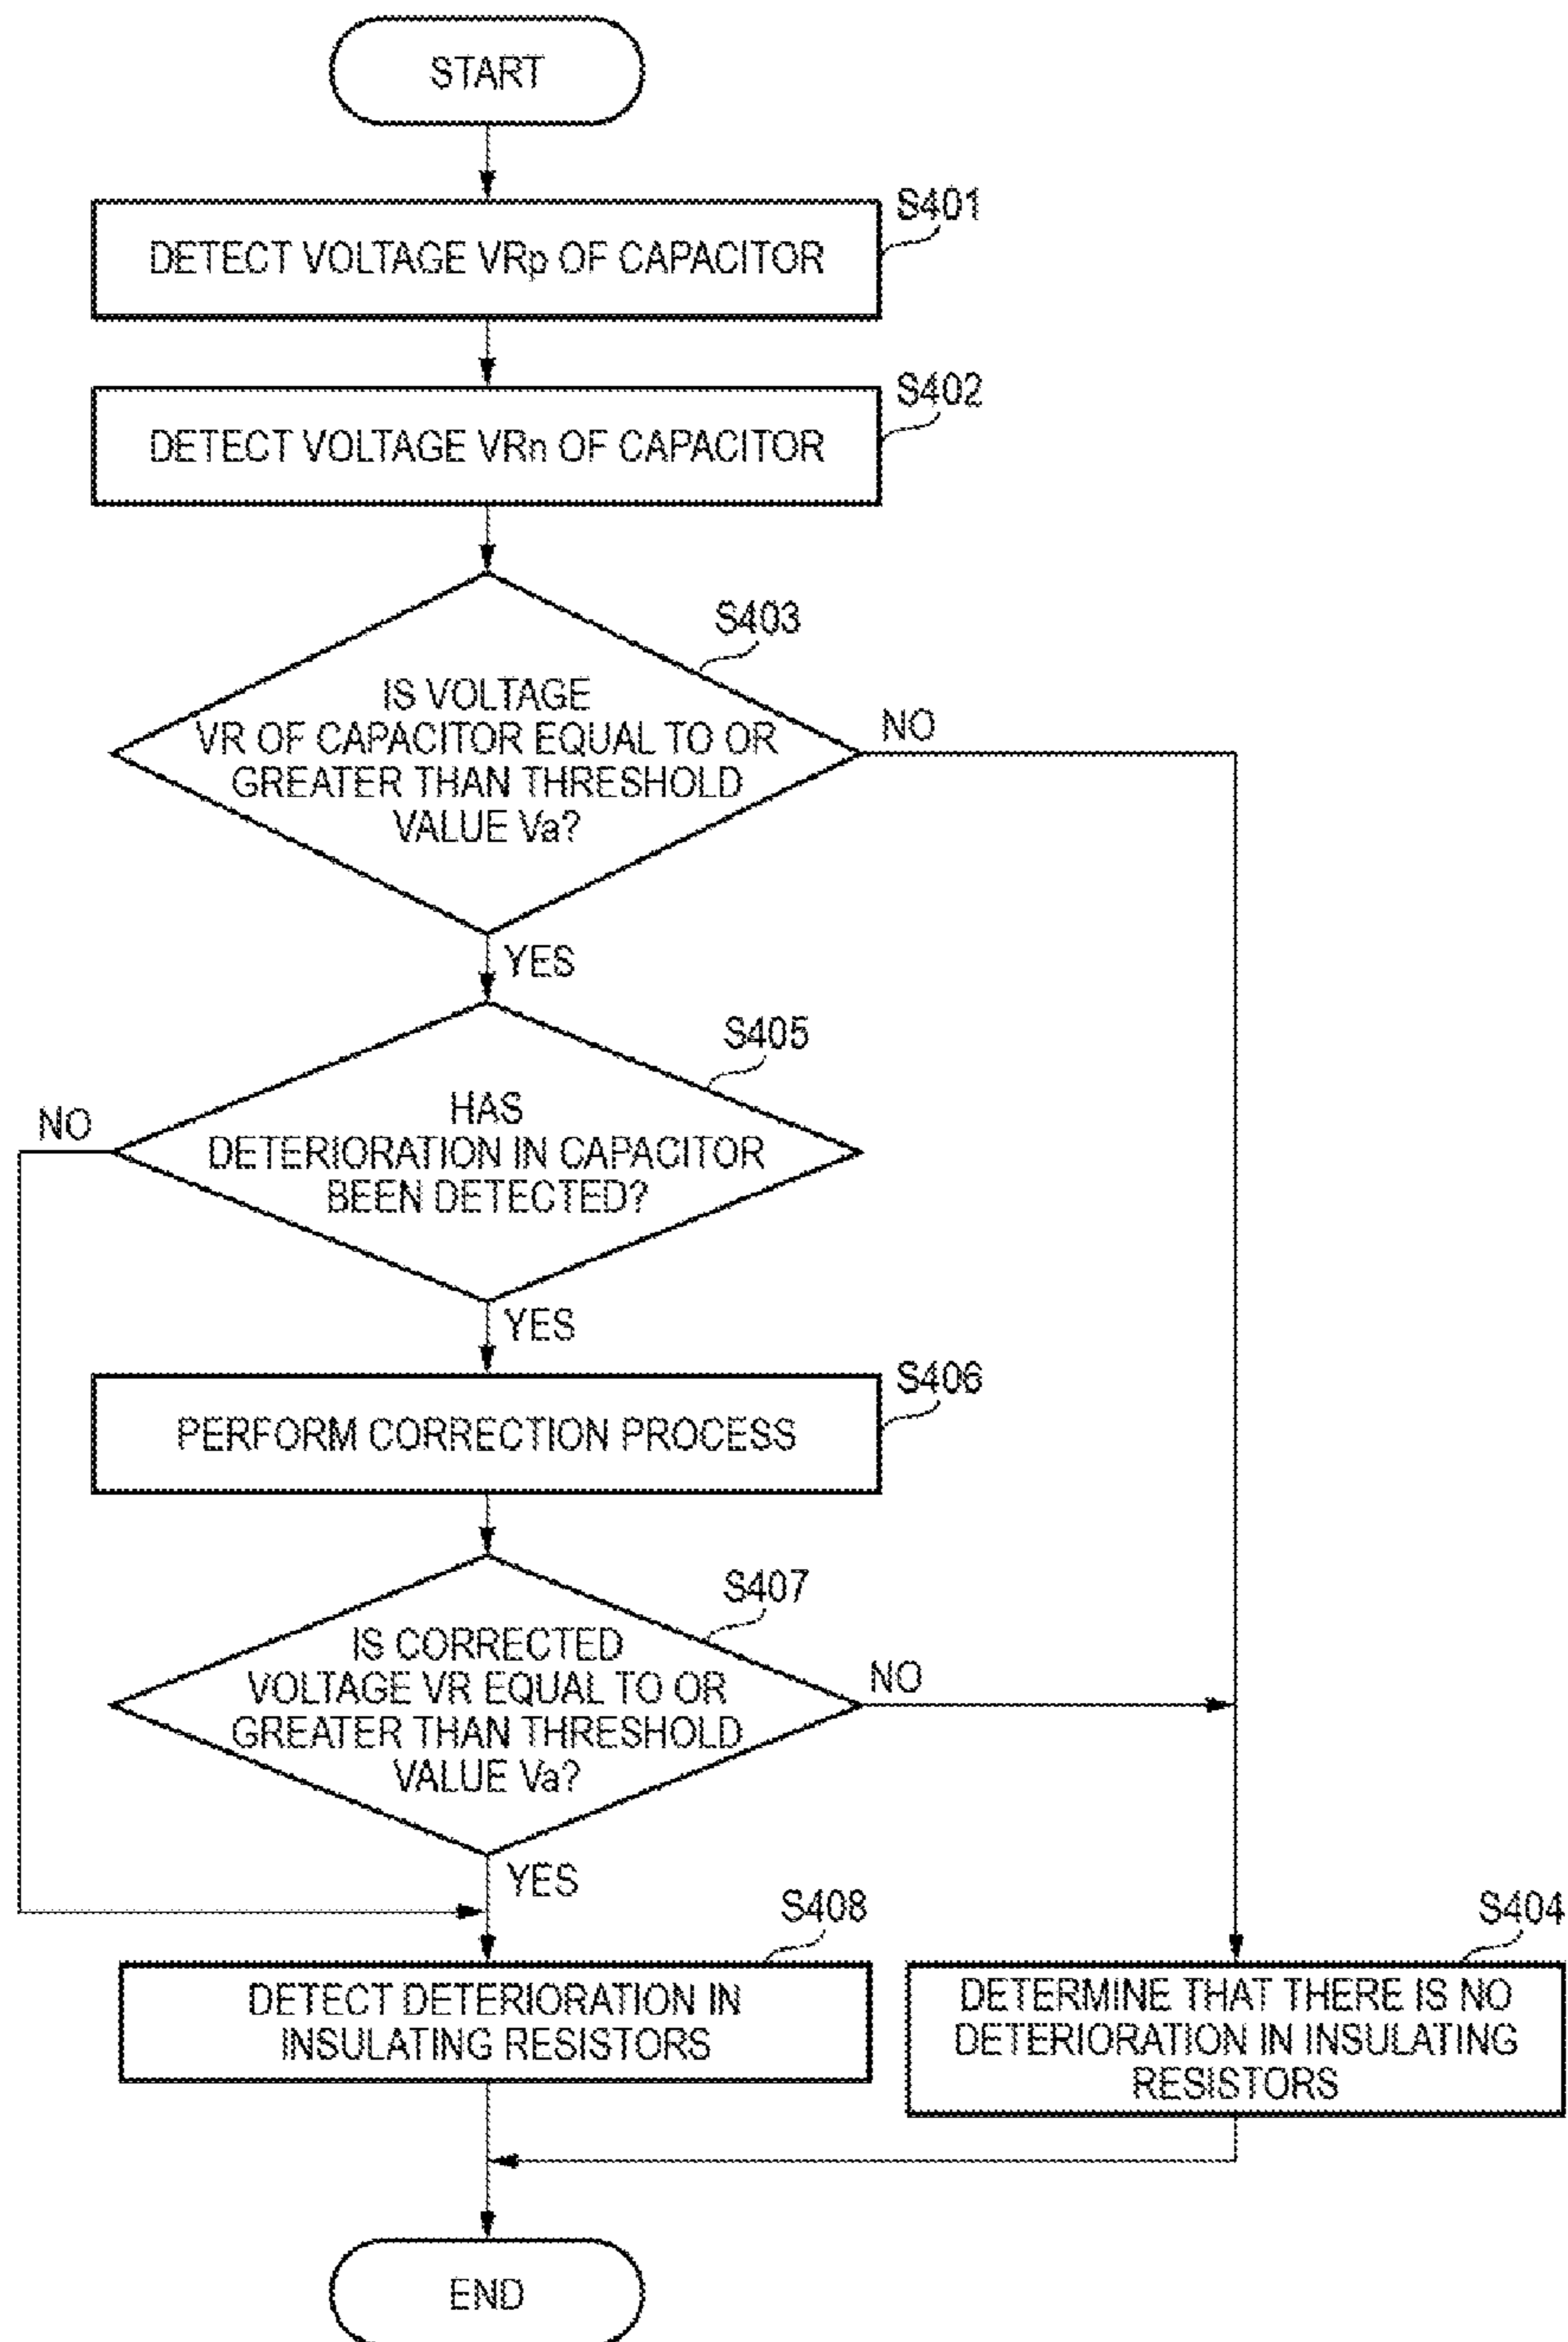 START
S401
DETECT VOLTAGE VRp OF CAPACITOR
S402
DETECT VOLTAGE VRn OF CAPACITOR
S403
IS VOLTAGE
VR OF CAPACITOR EQUAL TO OR
GREATER THAN THRESHOLD
VALUE Va?
NO
YES
S405
HAS
DETERIORATION IN CAPACITOR
BEEN DETECTED?
NO
YES
S406
PERFORM CORRECTION PROCESS
S407
IS CORRECTED
VOLTAGE VR EQUAL TO OR
GREATER THAN THRESHOLD
VALUE Va?
NO
YES
S408
DETECT DETERIORATION IN
INSULATING RESISTORS
S404
DETERMINE THAT THERE IS NO
DETERIORATION IN INSULATING
RESISTORS
END